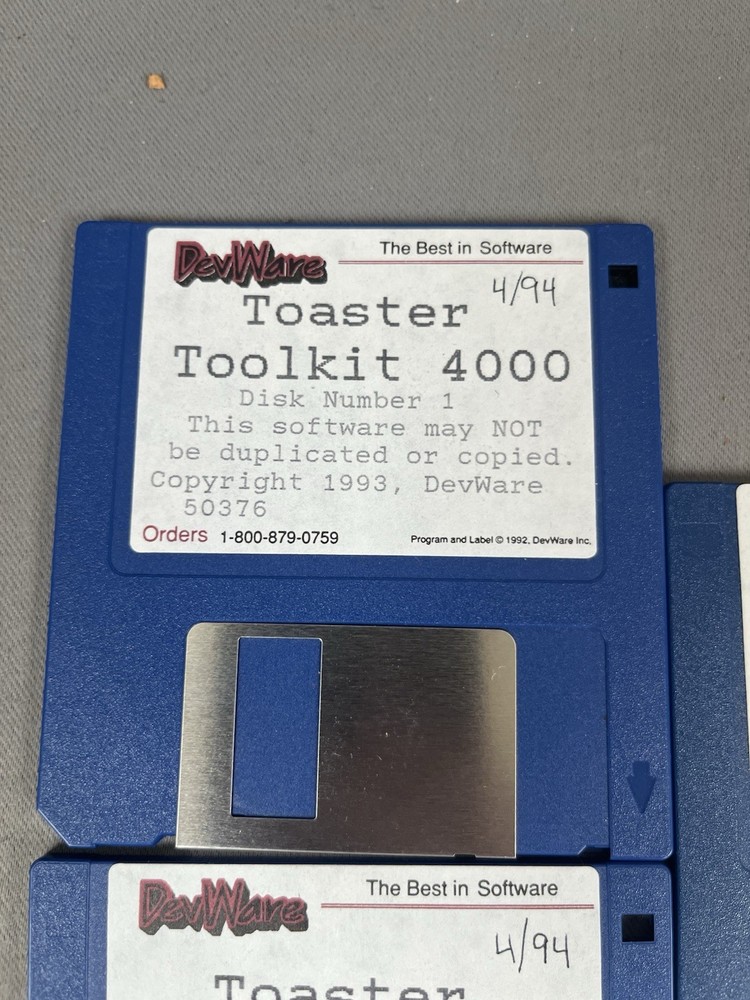 DevWare
The Best in Software
4/94
Toaster
Toolkit 4000
Disk Number 1
This software may NOT
be duplicated or copied.
Copyright 1993, DevWare
50376
Orders 1-800-879-0759
Program and Label © 1992, DevWare Inc.
DevWare
The Best in Software
4/94
Toaster